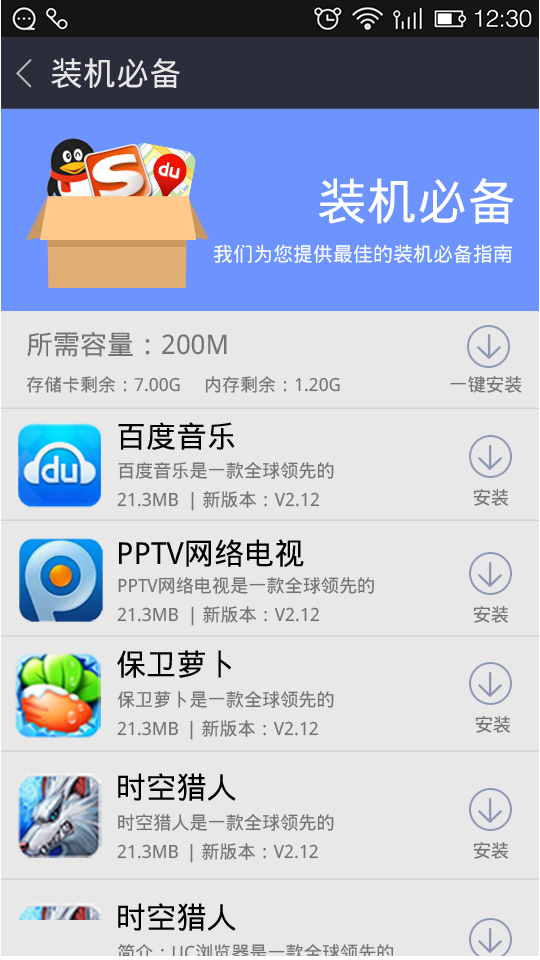 12:30
装机必备
du
S
装机必备
我们为您提供最佳的装机必备指南
所需容量：200M
存储卡剩余：7.00G 内存剩余：1.20G
一键安装
du
百度音乐
百度音乐是一款全球领先的
21.3MB | 新版本：V2.12
安装
PPTV网络电视
PPTV网络电视是一款全球领先的
21.3MB | 新版本：V2.12
安装
保卫萝卜
保卫萝卜是一款全球领先的
21.3MB | 新版本：V2.12
安装
时空猎人
时空猎人是一款全球领先的
21.3MB | 新版本：V2.12
安装
时空猎人
简介：UC浏览器是一款全球领先的